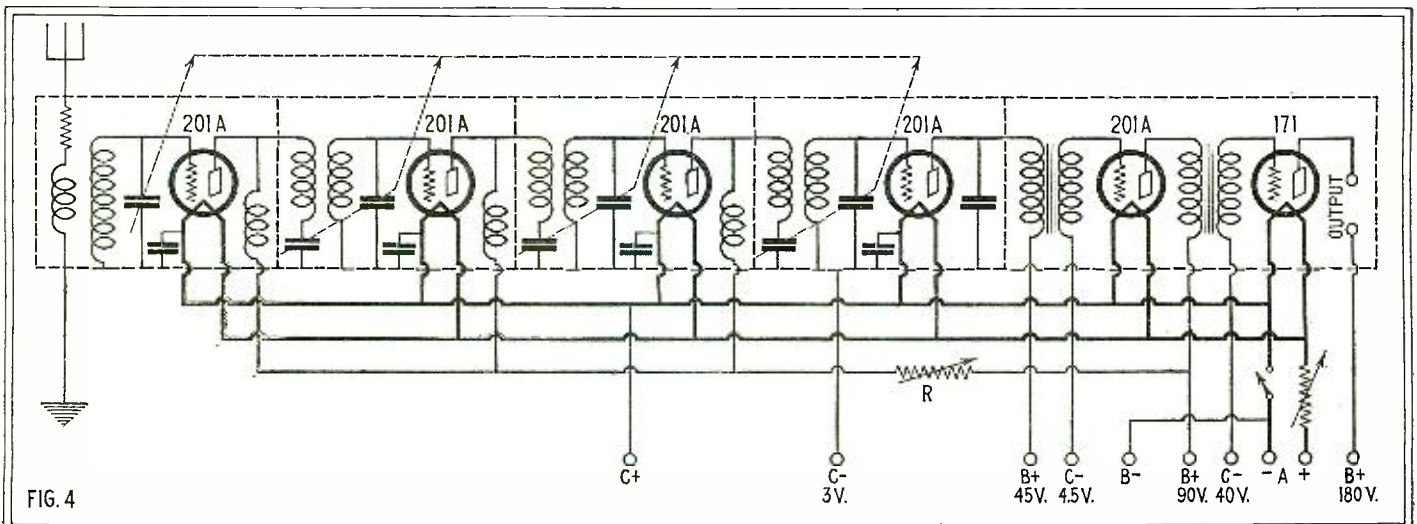 201A 201A 201A 201A 201A 171
OUTPUT
R
C+ C- B+ C- B- B+ C- - A + B+
3V. 45V. 4.5V. 90V. 40V. 180V.
FIG. 4